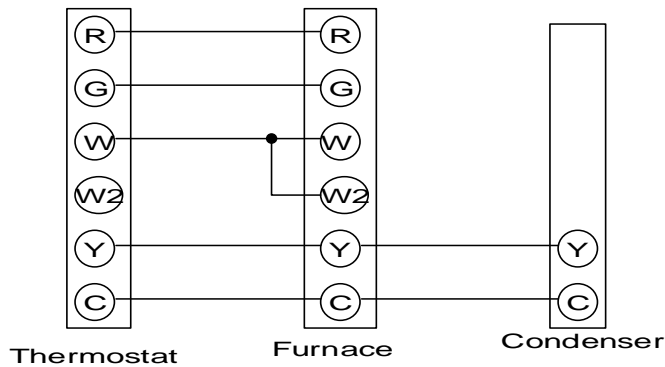 R R
G G
W W
W2 W2
Y Y Y
C C C
Thermostat Furnace Condenser